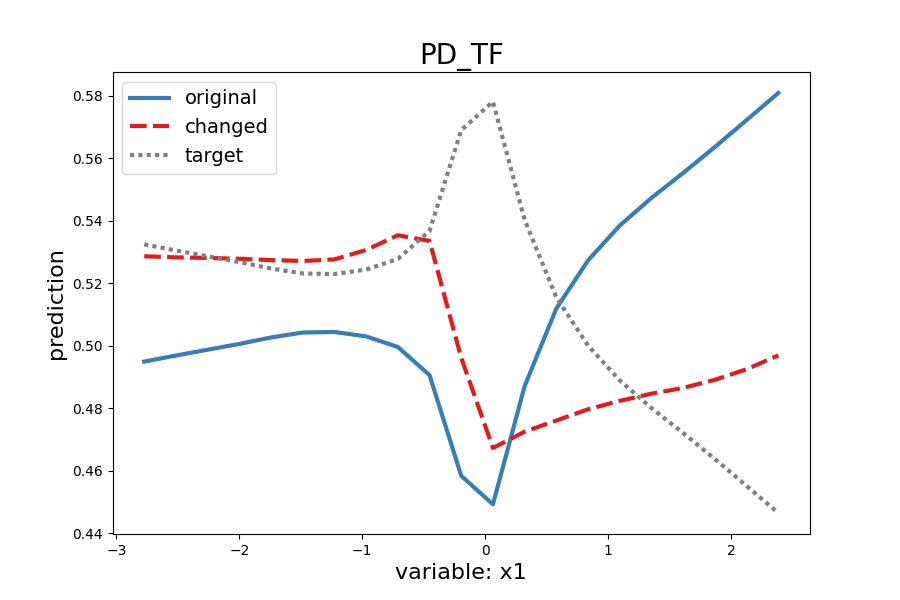 PD_TF
original
changed
target
0.58
0.56
0.54
0.52
0.50
0.48
0.46
0.44
prediction
−3
−2
−1
0
1
2
variable: x1